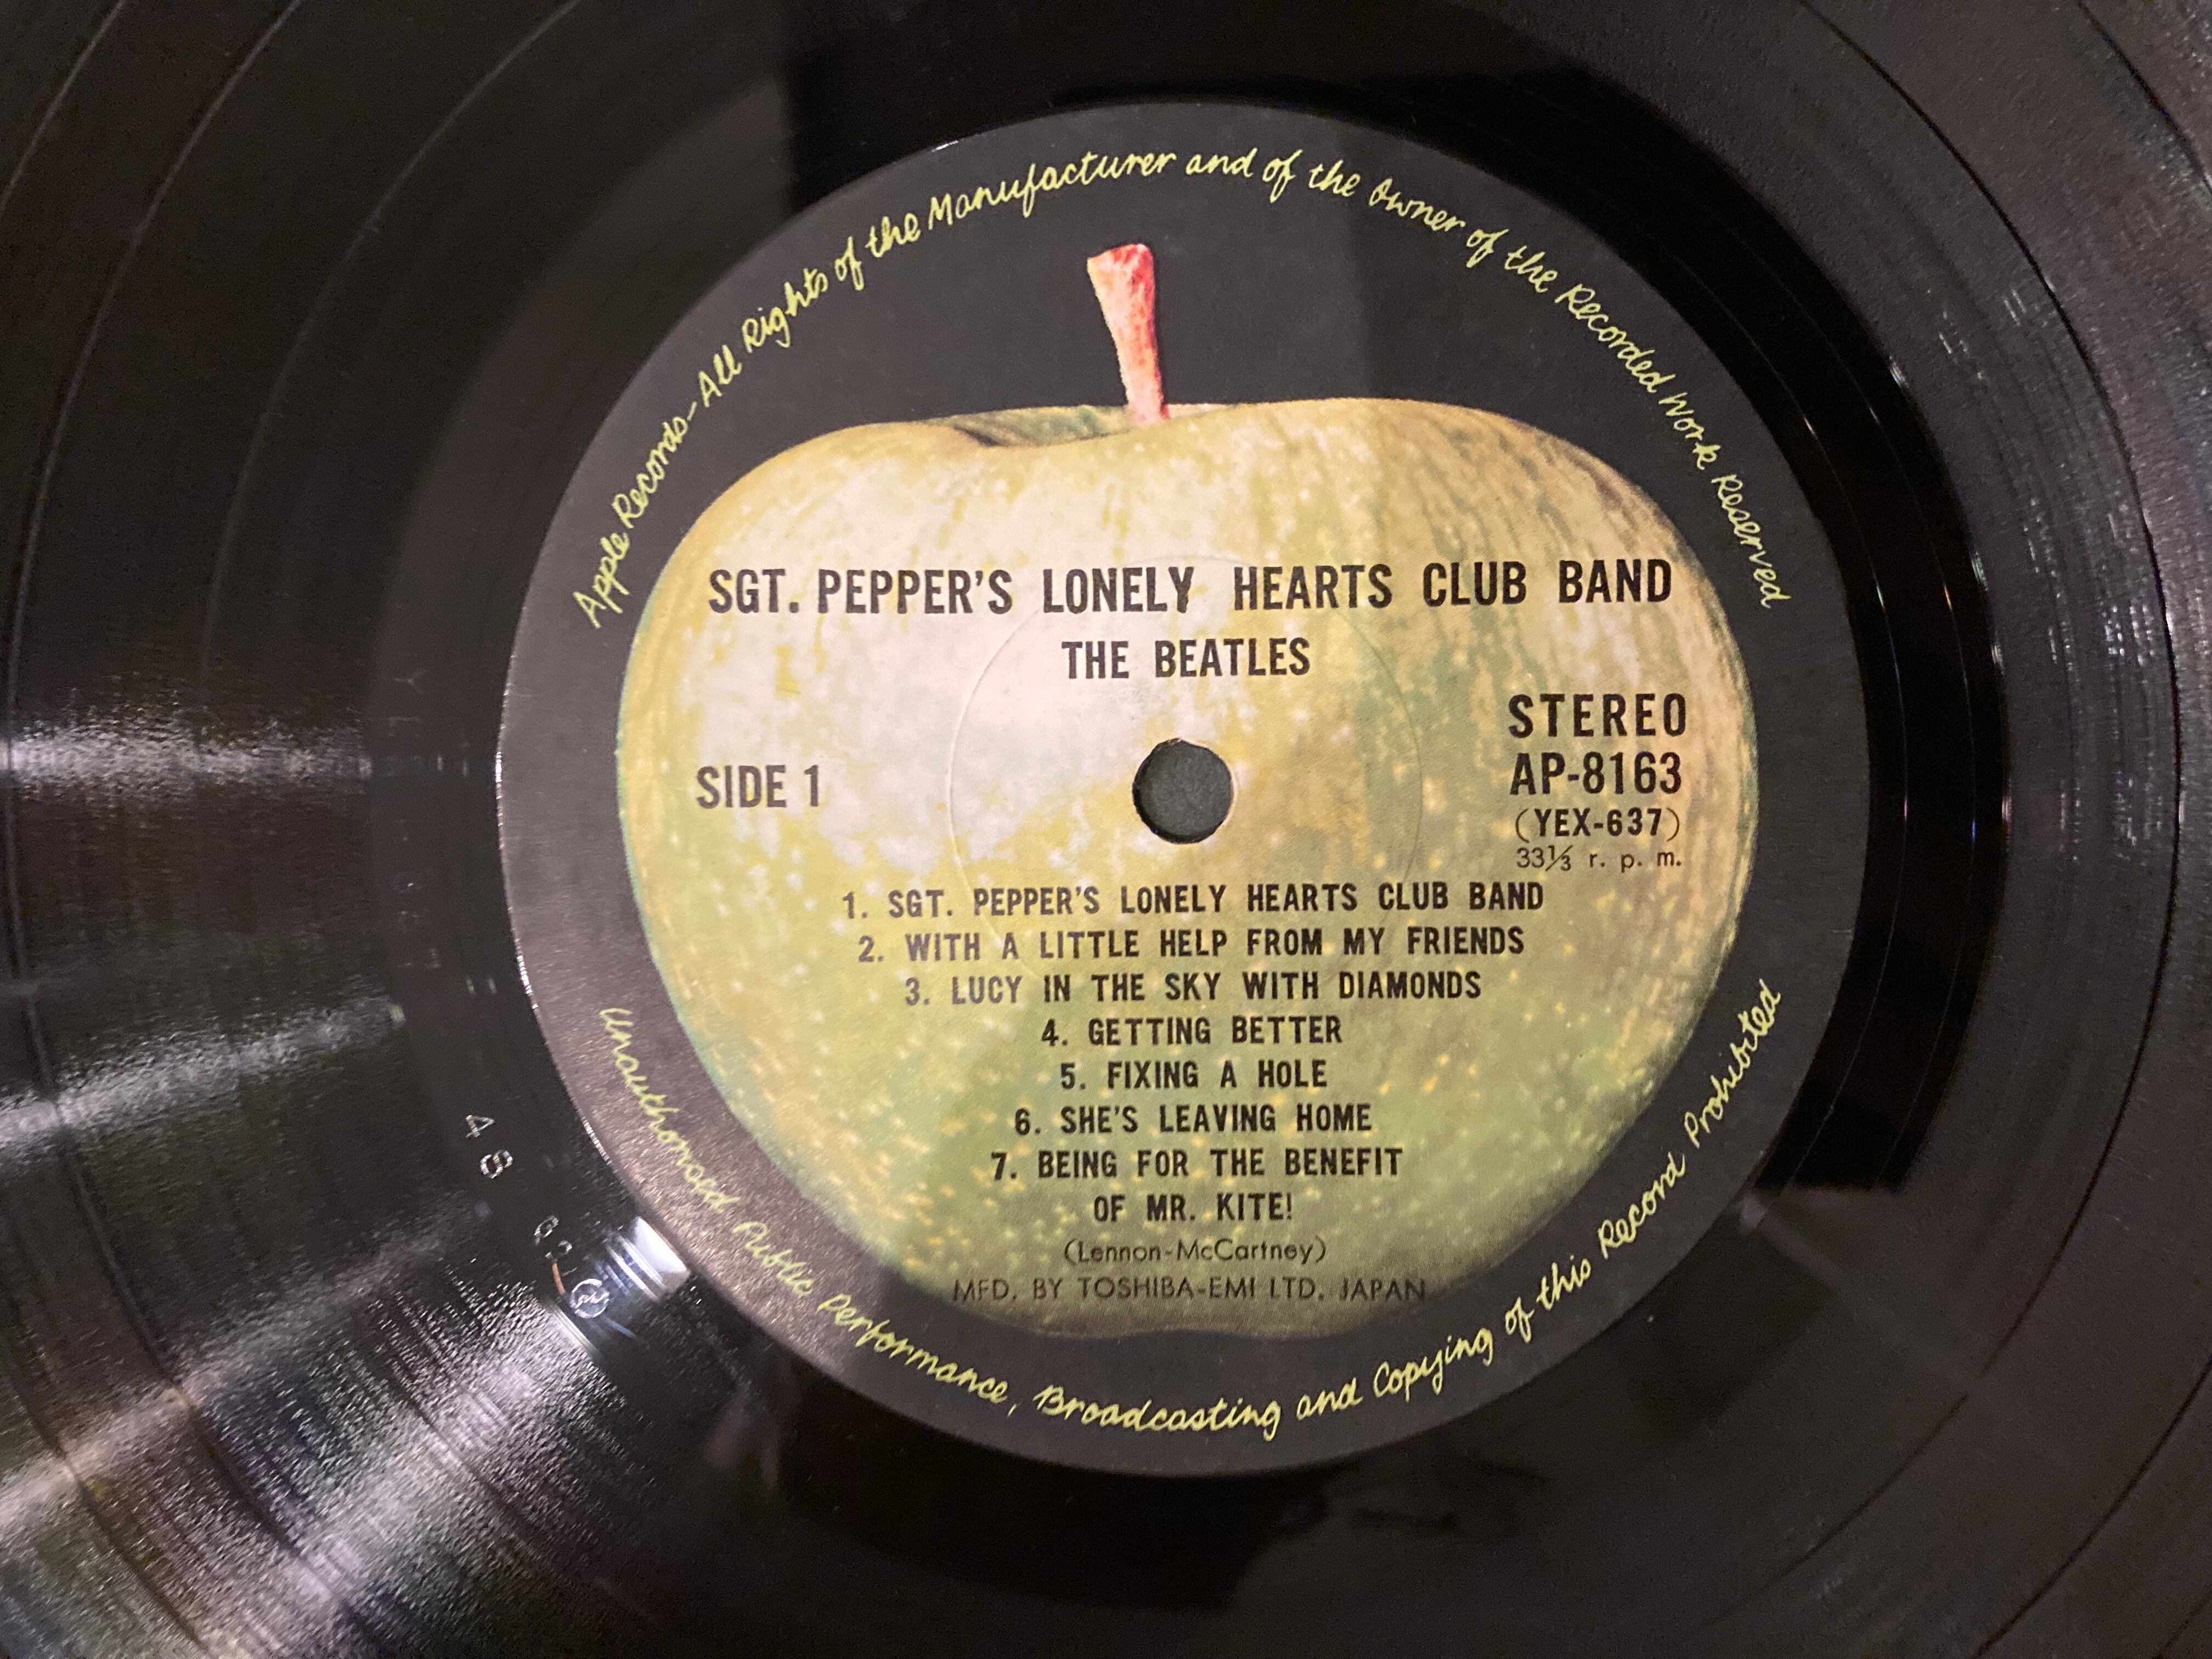 Apple Records-All Rights of the Manufacturer and of the Owner of the Recorded Work Reserved
SGT. PEPPER'S LONELY HEARTS CLUB BAND
THE BEATLES
STEREO
SIDE 1
AP-8163
(YEX-637)
33⅓ r. p. m.
1. SGT. PEPPER'S LONELY HEARTS CLUB BAND
2. WITH A LITTLE HELP FROM MY FRIENDS
3. LUCY IN THE SKY WITH DIAMONDS
4. GETTING BETTER
5. FIXING A HOLE
6. SHE'S LEAVING HOME
7. BEING FOR THE BENEFIT
OF MR. KITE!
(Lennon-McCartney)
MFD. BY TOSHIBA-EMI LTD. JAPAN
Unauthorised Public Performance, Broadcasting and Copying of this Record Prohibited
48